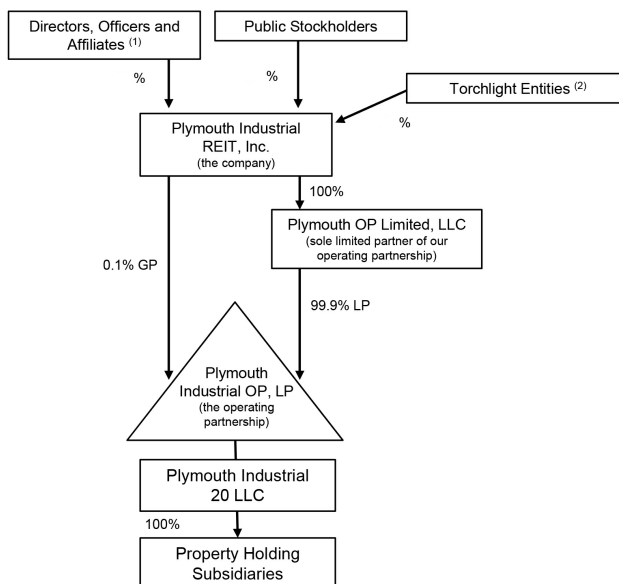 Directors, Officers and
Affiliates (1)
Public Stockholders
%
%
Torchlight Entities (2)
%
Plymouth Industrial
REIT, Inc.
(the company)
100%
Plymouth OP Limited, LLC
(sole limited partner of our
operating partnership)
0.1% GP
99.9% LP
Plymouth
Industrial OP, LP
(the operating
partnership)
Plymouth Industrial
20 LLC
100%
Property Holding
Subsidiaries